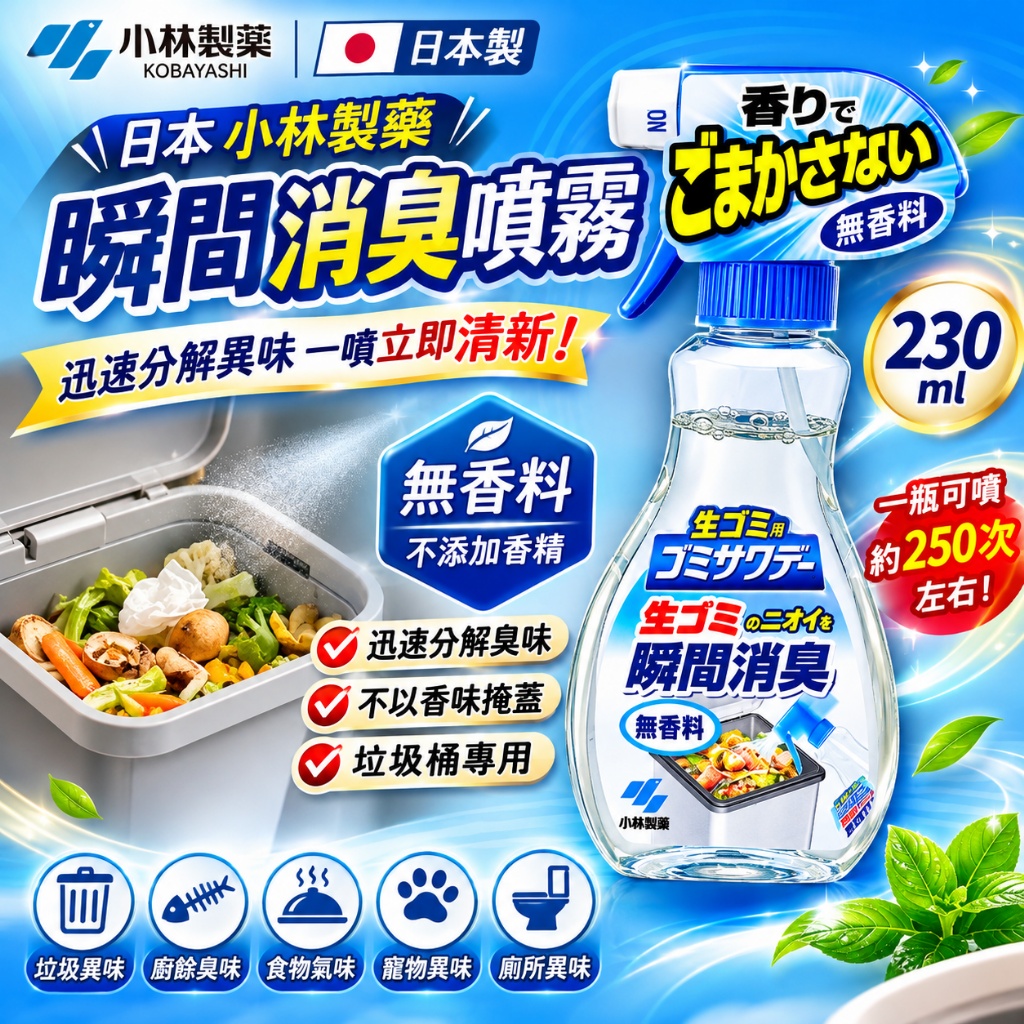 小林製薬
KOBAYASHI
日本製
日本 小林製藥
瞬間消臭噴霧
迅速分解異味 一噴立即清新!
無香料
不添加香精
迅速分解臭味
不以香味掩蓋
垃圾桶專用
NO
香りで
ごまかさない
無香料
230
ml
一瓶可噴
約250次
左右!
生ゴミ用
ゴミサワデー
生ゴミのニオイを
瞬間消臭
無香料
小林製薬
垃圾異味
廚餘臭味
食物氣味
寵物異味
廁所異味